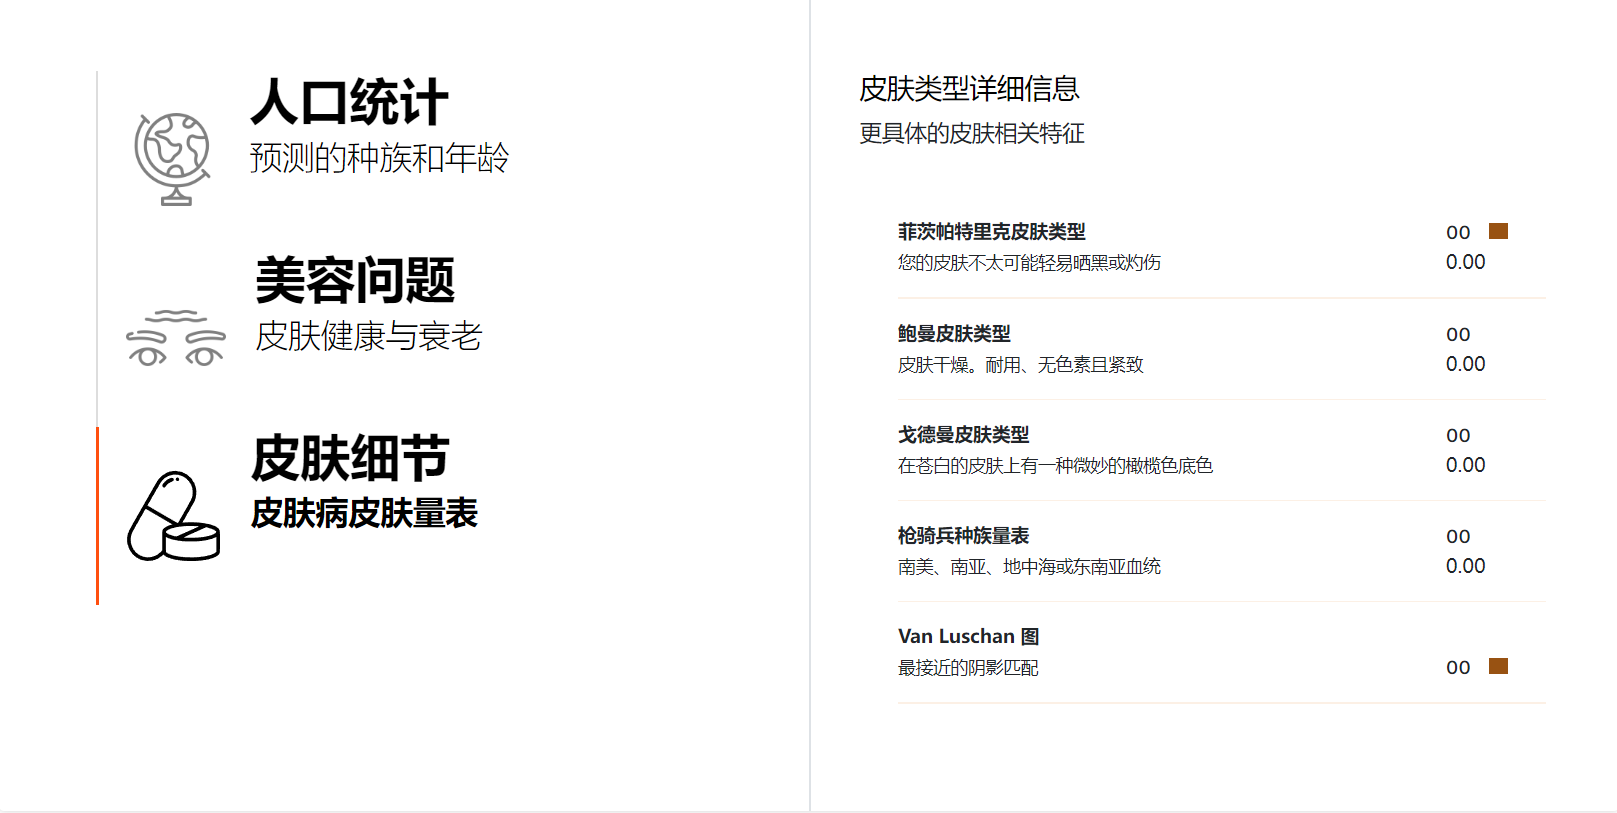 人口统计
预测的种族和年龄
美容问题
皮肤健康与衰老
皮肤细节
皮肤病皮肤量表
皮肤类型详细信息
更具体的皮肤相关特征
菲茨帕特里克皮肤类型 00
您的皮肤不太可能轻易晒黑或灼伤 0.00
鲍曼皮肤类型 00
皮肤干燥。耐用、无色素且紧致 0.00
戈德曼皮肤类型 00
在苍白的皮肤上有一种微妙的橄榄色底色 0.00
枪骑兵种族量表 00
南美、南亚、地中海或东南亚血统 0.00
Van Luschan 图
最接近的阴影匹配 00